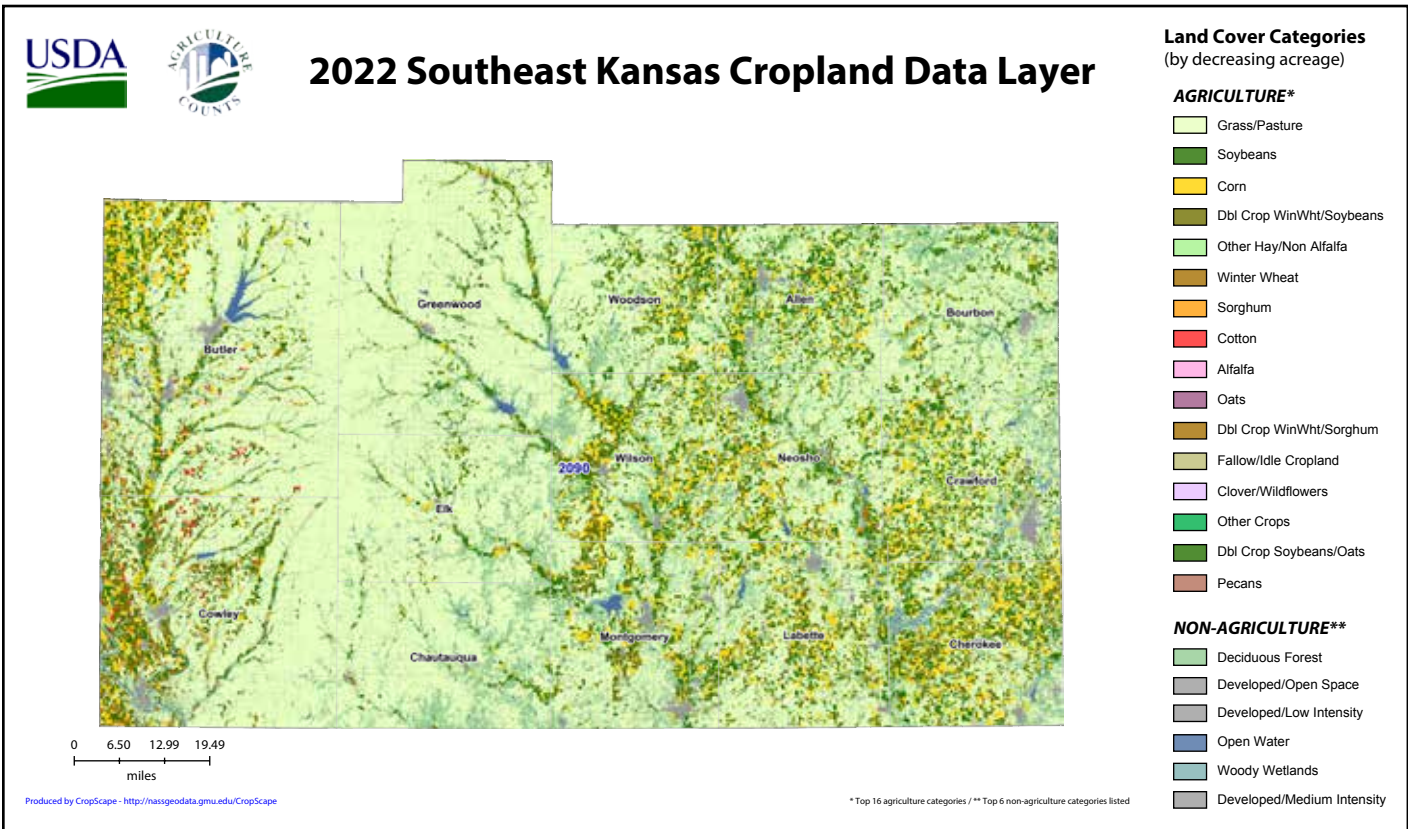 USDA
AGRICULTURE
COUNTS
2022 Southeast Kansas Cropland Data Layer
Land Cover Categories
(by decreasing acreage)
AGRICULTURE*
Grass/Pasture
Soybeans
Corn
Dbl Crop WinWht/Soybeans
Other Hay/Non Alfalfa
Winter Wheat
Sorghum
Cotton
Alfalfa
Oats
Dbl Crop WinWht/Sorghum
Fallow/Idle Cropland
Clover/Wildflowers
Other Crops
Dbl Crop Soybeans/Oats
Pecans
NON-AGRICULTURE**
Deciduous Forest
Developed/Open Space
Developed/Low Intensity
Open Water
Woody Wetlands
Developed/Medium Intensity
Greenwood
Woodson
Allen
Bourbon
Butler
2090
Wilson
Neosho
Crawford
Elk
Cowley
Chautauqua
Montgomery
Labette
Cherokee
0 6.50 12.99 19.49
miles
Produced by CropScape - http://nassgeodata.gmu.edu/CropScape
* Top 16 agriculture categories / ** Top 6 non-agriculture categories listed